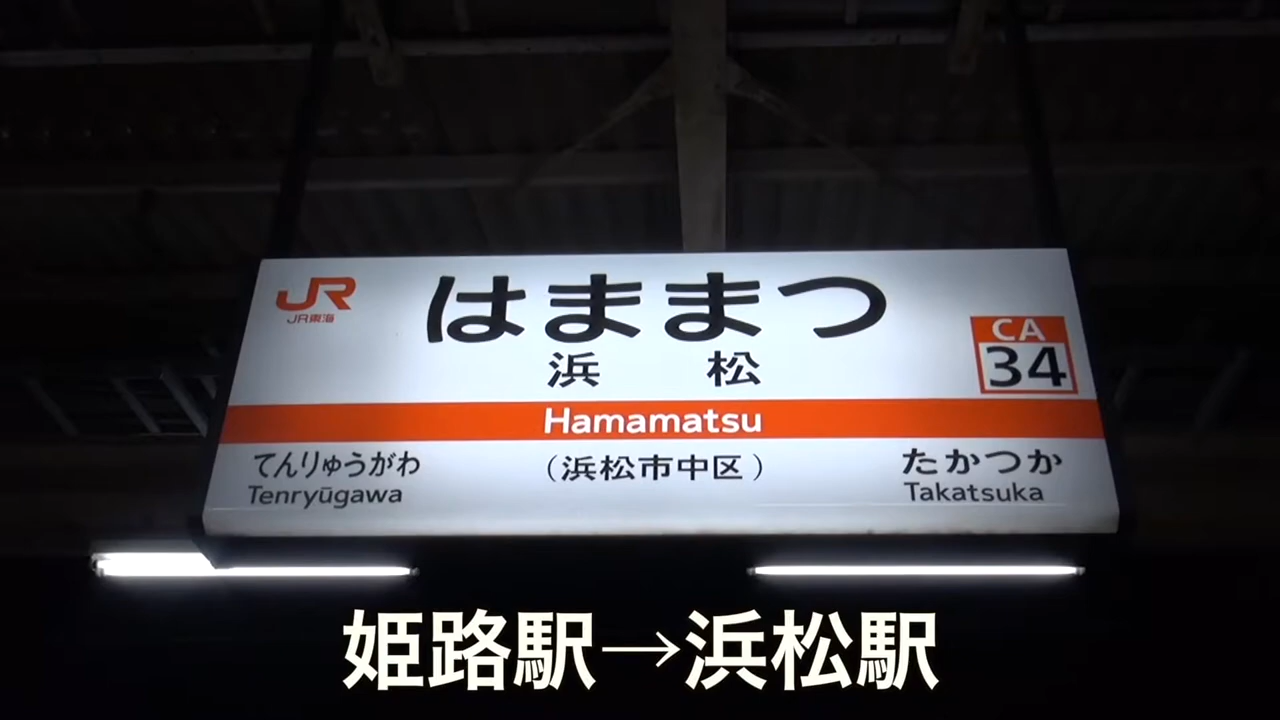 JR
JR東海
はままつ
浜松
CA
34
Hamamatsu
てんりゅうがわ
Tenryūgawa
(浜松市中区)
たかつか
Takatsuka
姫路駅→浜松駅